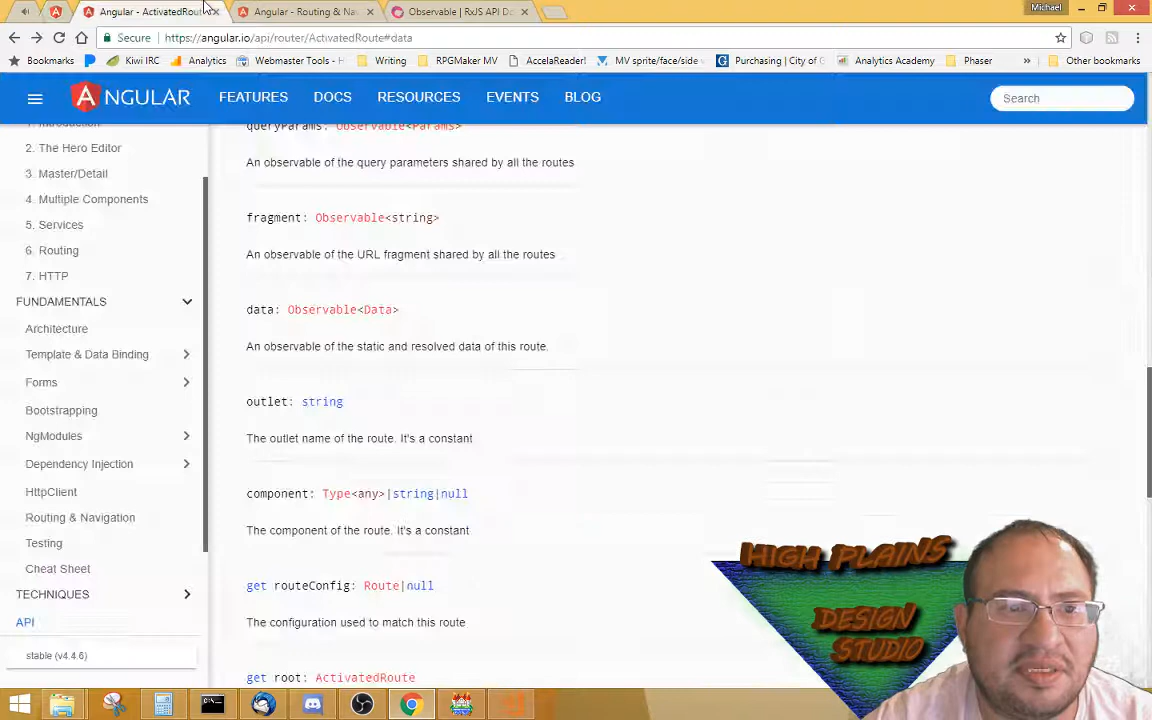 Michael
Angular - ActivatedRou
Angular - Routing & Na
Observable | RxJS API Do
Secure
https://angular.io/api/router/ActivatedRoute#data
Bookmarks
Kiwi IRC
Analytics
Webmaster Tools - H
Writing
RPGMaker MV
AccelaReader!
MV sprite/face/side
Purchasing | City of
Analytics Academy
Phaser
»
Other bookmarks
ANGULAR
FEATURES
DOCS
RESOURCES
EVENTS
BLOG
Search
1. Introduction
2. The Hero Editor
3. Master/Detail
4. Multiple Components
5. Services
6. Routing
7. HTTP
FUNDAMENTALS
Architecture
Template & Data Binding
Forms
Bootstrapping
NgModules
Dependency Injection
HttpClient
Routing & Navigation
Testing
Cheat Sheet
TECHNIQUES
API
stable (v4.4.6)
queryParams: Observable<Params>
An observable of the query parameters shared by all the routes
fragment: Observable<string>
An observable of the URL fragment shared by all the routes
data: Observable<Data>
An observable of the static and resolved data of this route.
outlet: string
The outlet name of the route. It's a constant
component: Type<any>|string|null
The component of the route. It's a constant
get routeConfig: Route|null
The configuration used to match this route
get root: ActivatedRoute
HIGH PLAINS
DESIGN
STUDIO